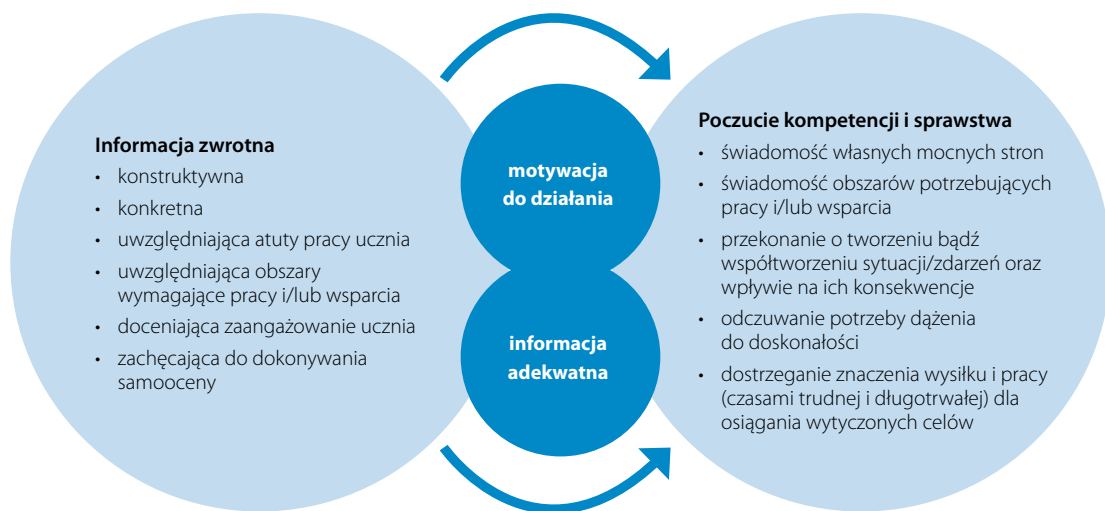 Informacja zwrotna
• konstruktywna
• konkretna
• uwzględniająca atuty pracy ucznia
• uwzględniająca obszary
wymagające pracy i/lub wsparcia
• doceniająca zaangażowanie ucznia
• zachęcająca do dokonywania
samooceny
motywacja
do działania
informacja
adekwatna
Poczucie kompetencji i sprawstwa
• świadomość własnych mocnych stron
• świadomość obszarów potrzebujących
pracy i/lub wsparcia
• przekonanie o tworzeniu bądź
współtworzeniu sytuacji/zdarzeń oraz
wpływie na ich konsekwencje
• odczuwanie potrzeby dążenia
do doskonałości
• dostrzeganie znaczenia wysiłku i pracy
(czasami trudnej i długotrwałej) dla
osiągania wytyczonych celów